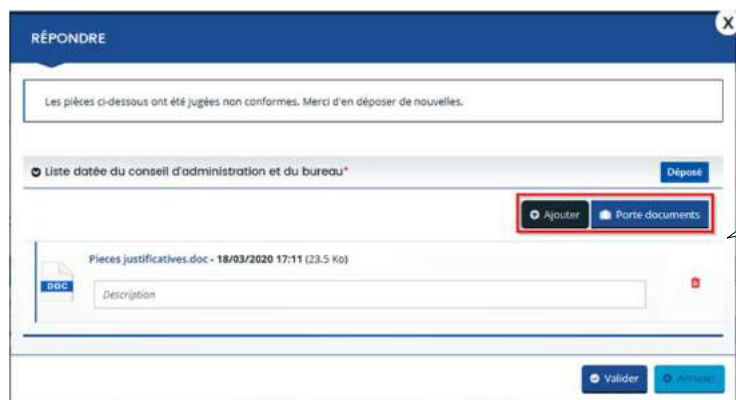 X
RÉPONDRE
Les pièces ci-dessous ont été jugées non conformes. Merci d'en déposer de nouvelles.
Liste datée du conseil d'administration et du bureau*
Déposé
Ajouter
Porte documents
Pieces justificatives.doc - 18/03/2020 17:11 (23.5 Ko)
DOC
Description
Valider
Annuler